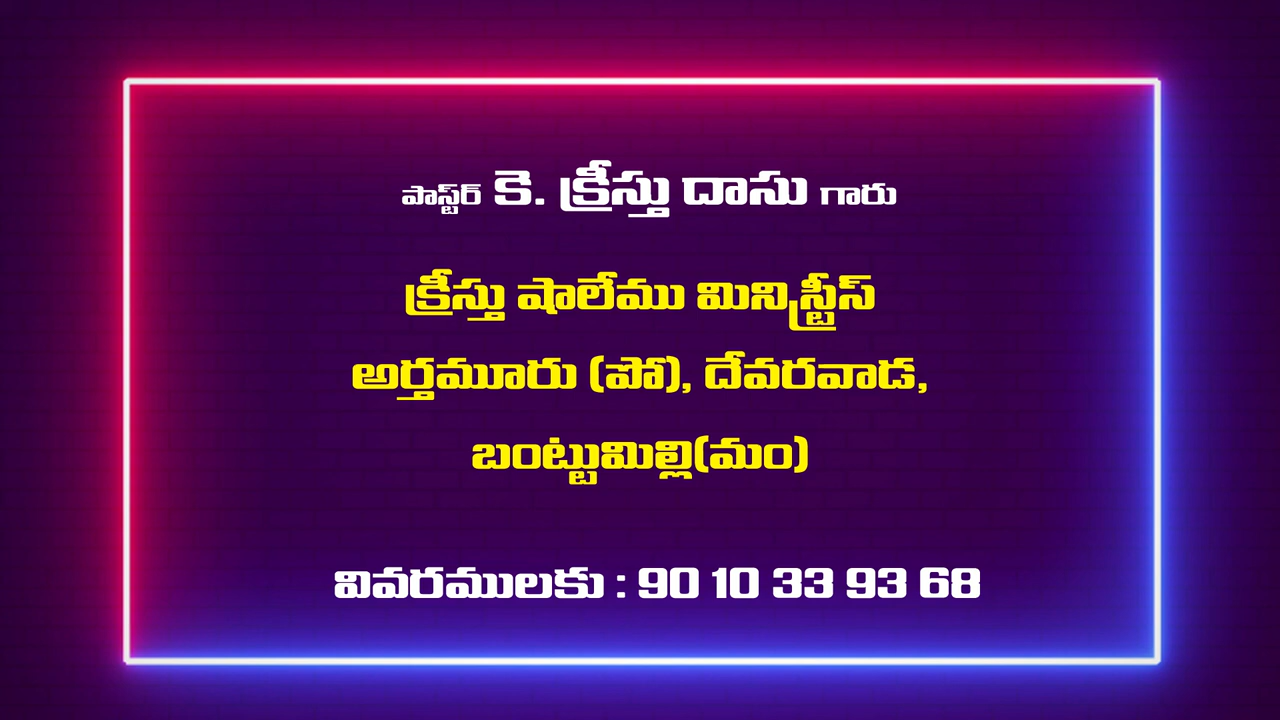 పాస్టర్ కె. క్రీస్తు దాసు గారు
క్రీస్తు షాలేము మినిస్ట్రీస్
అర్తమూరు (పో), దేవరవాడ,
బంట్టుమిల్లి(మం)
వివరములకు : 90 10 33 93 68